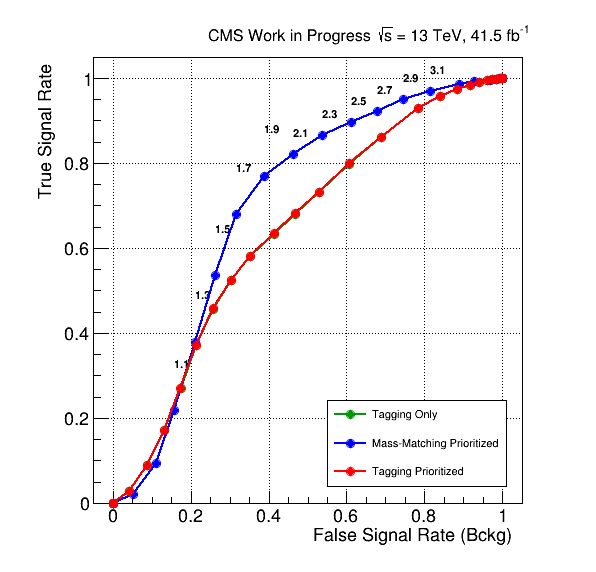 CMS Work in Progress √s = 13 TeV, 41.5 fb⁻¹
True Signal Rate
1
0.8
0.6
0.4
0.2
0
3.1
2.9
2.7
2.5
2.3
2.1
1.9
1.7
1.5
1.3
1.1
Tagging Only
Mass-Matching Prioritized
Tagging Prioritized
0 0.2 0.4 0.6 0.8 1
False Signal Rate (Bckg)